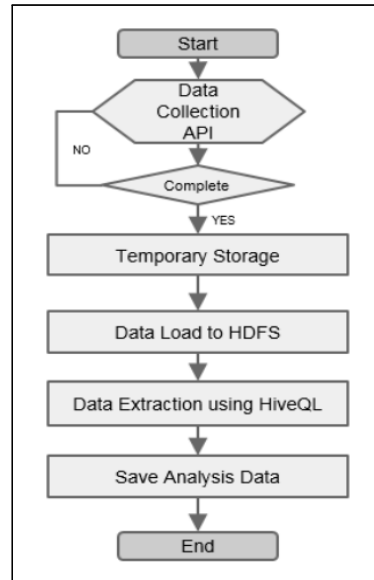 Start
Data
Collection
API
NO
Complete
YES
Temporary Storage
Data Load to HDFS
Data Extraction using HiveQL
Save Analysis Data
End